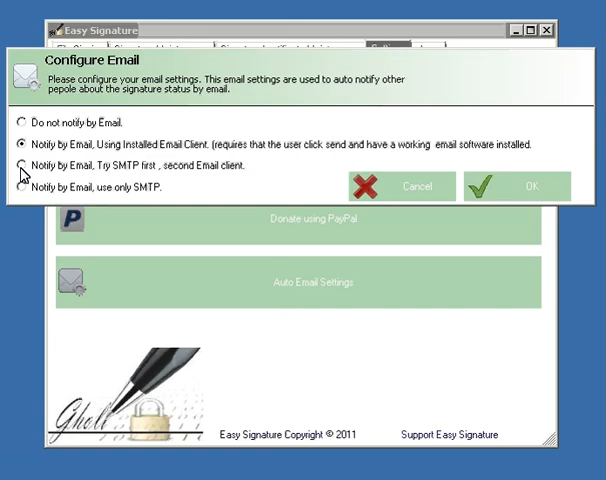 Easy Signature
Configure Email
Please configure your email settings. This email settings are used to auto notify other
pepole about the signature status by email.
Do not notify by Email.
Notify by Email, Using Installed Email Client. (requires that the user click send and have a working email software installed.
Notify by Email, Try SMTP first , second Email client.
Notify by Email, use only SMTP.
Cancel
OK
Donate using PayPal
Auto Email Settings
Easy Signature Copyright © 2011
Support Easy Signature